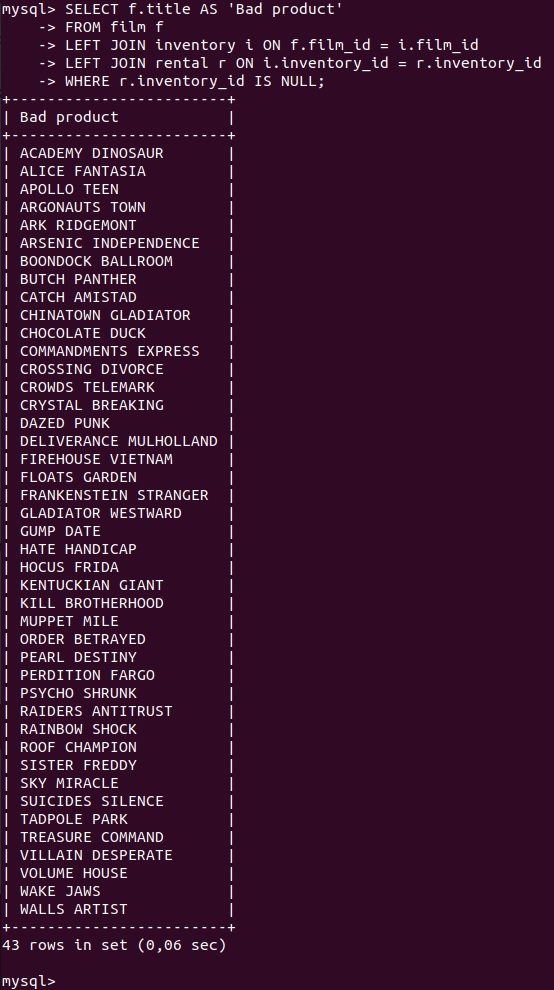 mysql> SELECT f.title AS 'Bad product'
    -> FROM film f
    -> LEFT JOIN inventory i ON f.film_id = i.film_id
    -> LEFT JOIN rental r ON i.inventory_id = r.inventory_id
    -> WHERE r.inventory_id IS NULL;
+------------------------+
| Bad product            |
+------------------------+
| ACADEMY DINOSAUR       |
| ALICE FANTASIA         |
| APOLLO TEEN            |
| ARGONAUTS TOWN         |
| ARK RIDGEMONT          |
| ARSENIC INDEPENDENCE   |
| BOONDOCK BALLROOM      |
| BUTCH PANTHER          |
| CATCH AMISTAD          |
| CHINATOWN GLADIATOR    |
| CHOCOLATE DUCK         |
| COMMANDMENTS EXPRESS   |
| CROSSING DIVORCE       |
| CROWDS TELEMARK        |
| CRYSTAL BREAKING       |
| DAZED PUNK             |
| DELIVERANCE MULHOLLAND |
| FIREHOUSE VIETNAM      |
| FLOATS GARDEN          |
| FRANKENSTEIN STRANGER  |
| GLADIATOR WESTWARD     |
| GUMP DATE              |
| HATE HANDICAP          |
| HOCUS FRIDA            |
| KENTUCKIAN GIANT       |
| KILL BROTHERHOOD       |
| MUPPET MILE            |
| ORDER BETRAYED         |
| PEARL DESTINY          |
| PERDITION FARGO        |
| PSYCHO SHRUNK          |
| RAIDERS ANTITRUST      |
| RAINBOW SHOCK          |
| ROOF CHAMPION          |
| SISTER FREDDY          |
| SKY MIRACLE            |
| SUICIDES SILENCE       |
| TADPOLE PARK           |
| TREASURE COMMAND       |
| VILLAIN DESPERATE      |
| VOLUME HOUSE           |
| WAKE JAWS              |
| WALLS ARTIST           |
+------------------------+
43 rows in set (0,06 sec)

mysql>